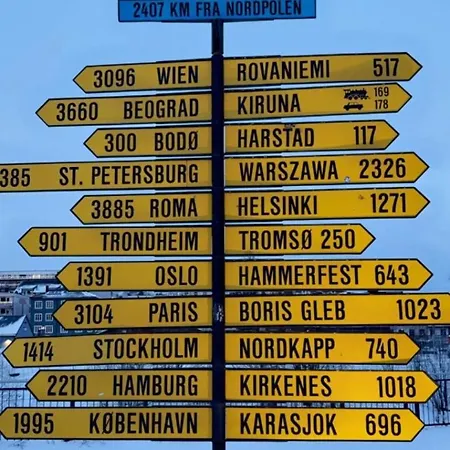 2407 KM FRA NORDPOLEN
3096 WIEN
ROVANIEMI 517
3660 BEOGRAD
KIRUNA 169 178
300 BODØ
HARSTAD 117
385 ST. PETERSBURG
WARSZAWA 2326
3885 ROMA
HELSINKI 1271
901 TRONDHEIM
TROMSØ 250
1391 OSLO
HAMMERFEST 643
3104 PARIS
BORIS GLEB 1023
1414 STOCKHOLM
NORDKAPP 740
2210 HAMBURG
KIRKENES 1018
1995 KØBENHAVN
KARASJOK 696